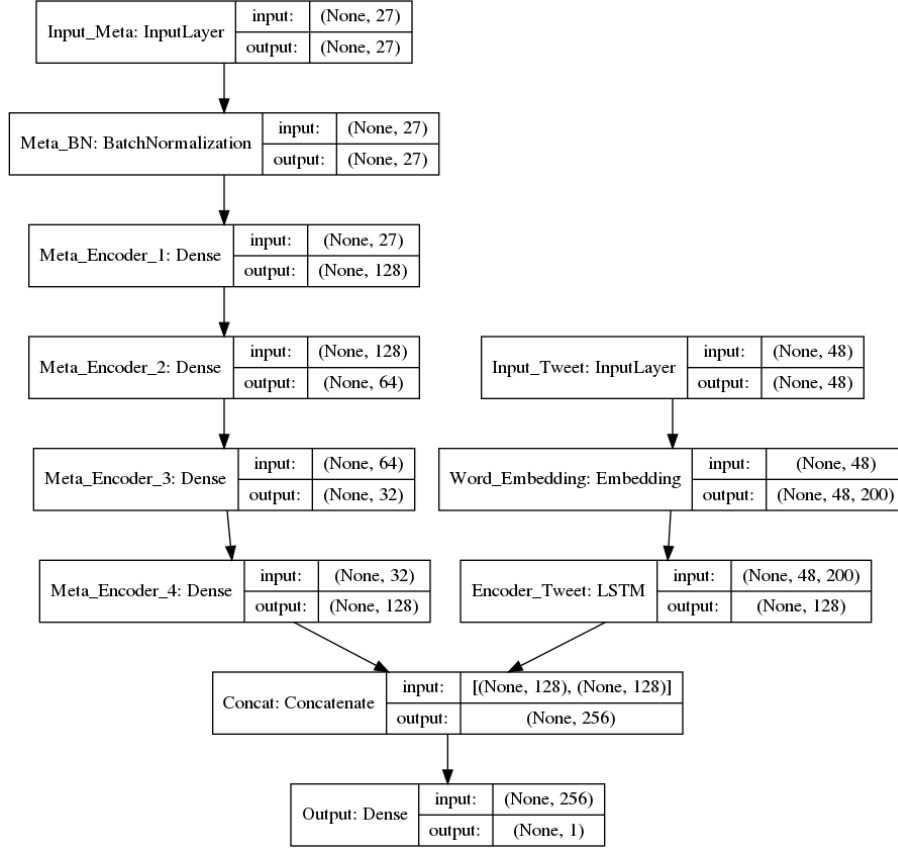 Input_Meta: InputLayer
input: (None, 27)
output: (None, 27)
Meta_BN: BatchNormalization
input: (None, 27)
output: (None, 27)
Meta_Encoder_1: Dense
input: (None, 27)
output: (None, 128)
Meta_Encoder_2: Dense
input: (None, 128)
output: (None, 64)
Input_Tweet: InputLayer
input: (None, 48)
output: (None, 48)
Meta_Encoder_3: Dense
input: (None, 64)
output: (None, 32)
Word_Embedding: Embedding
input: (None, 48)
output: (None, 48, 200)
Meta_Encoder_4: Dense
input: (None, 32)
output: (None, 128)
Encoder_Tweet: LSTM
input: (None, 48, 200)
output: (None, 128)
Concat: Concatenate
input: [(None, 128), (None, 128)]
output: (None, 256)
Output: Dense
input: (None, 256)
output: (None, 1)